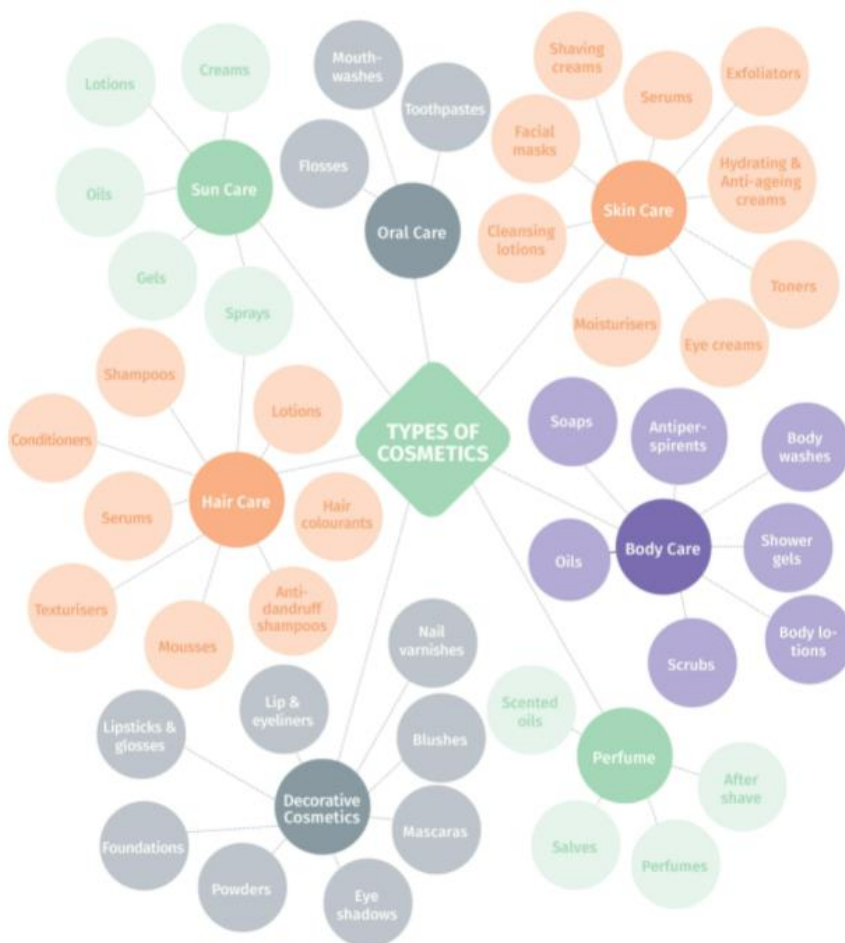 TYPES OF
COSMETICS
Sun Care
Lotions
Creams
Oils
Gels
Sprays
Oral Care
Mouth-
washes
Toothpastes
Flosses
Skin Care
Shaving
creams
Serums
Exfoliators
Facial
masks
Hydrating &
Anti-ageing
creams
Cleansing
lotions
Toners
Moisturisers
Eye creams
Hair Care
Shampoos
Lotions
Conditioners
Serums
Hair
colourants
Texturisers
Mousses
Anti-
dandruff
shampoos
Body Care
Soaps
Antiper-
spirents
Body
washes
Oils
Shower
gels
Scrubs
Body lo-
tions
Decorative
Cosmetics
Nail
varnishes
Lip &
eyeliners
Lipsticks &
glosses
Blushes
Foundations
Mascaras
Powders
Eye
shadows
Perfume
Scented
oils
After
shave
Salves
Perfumes